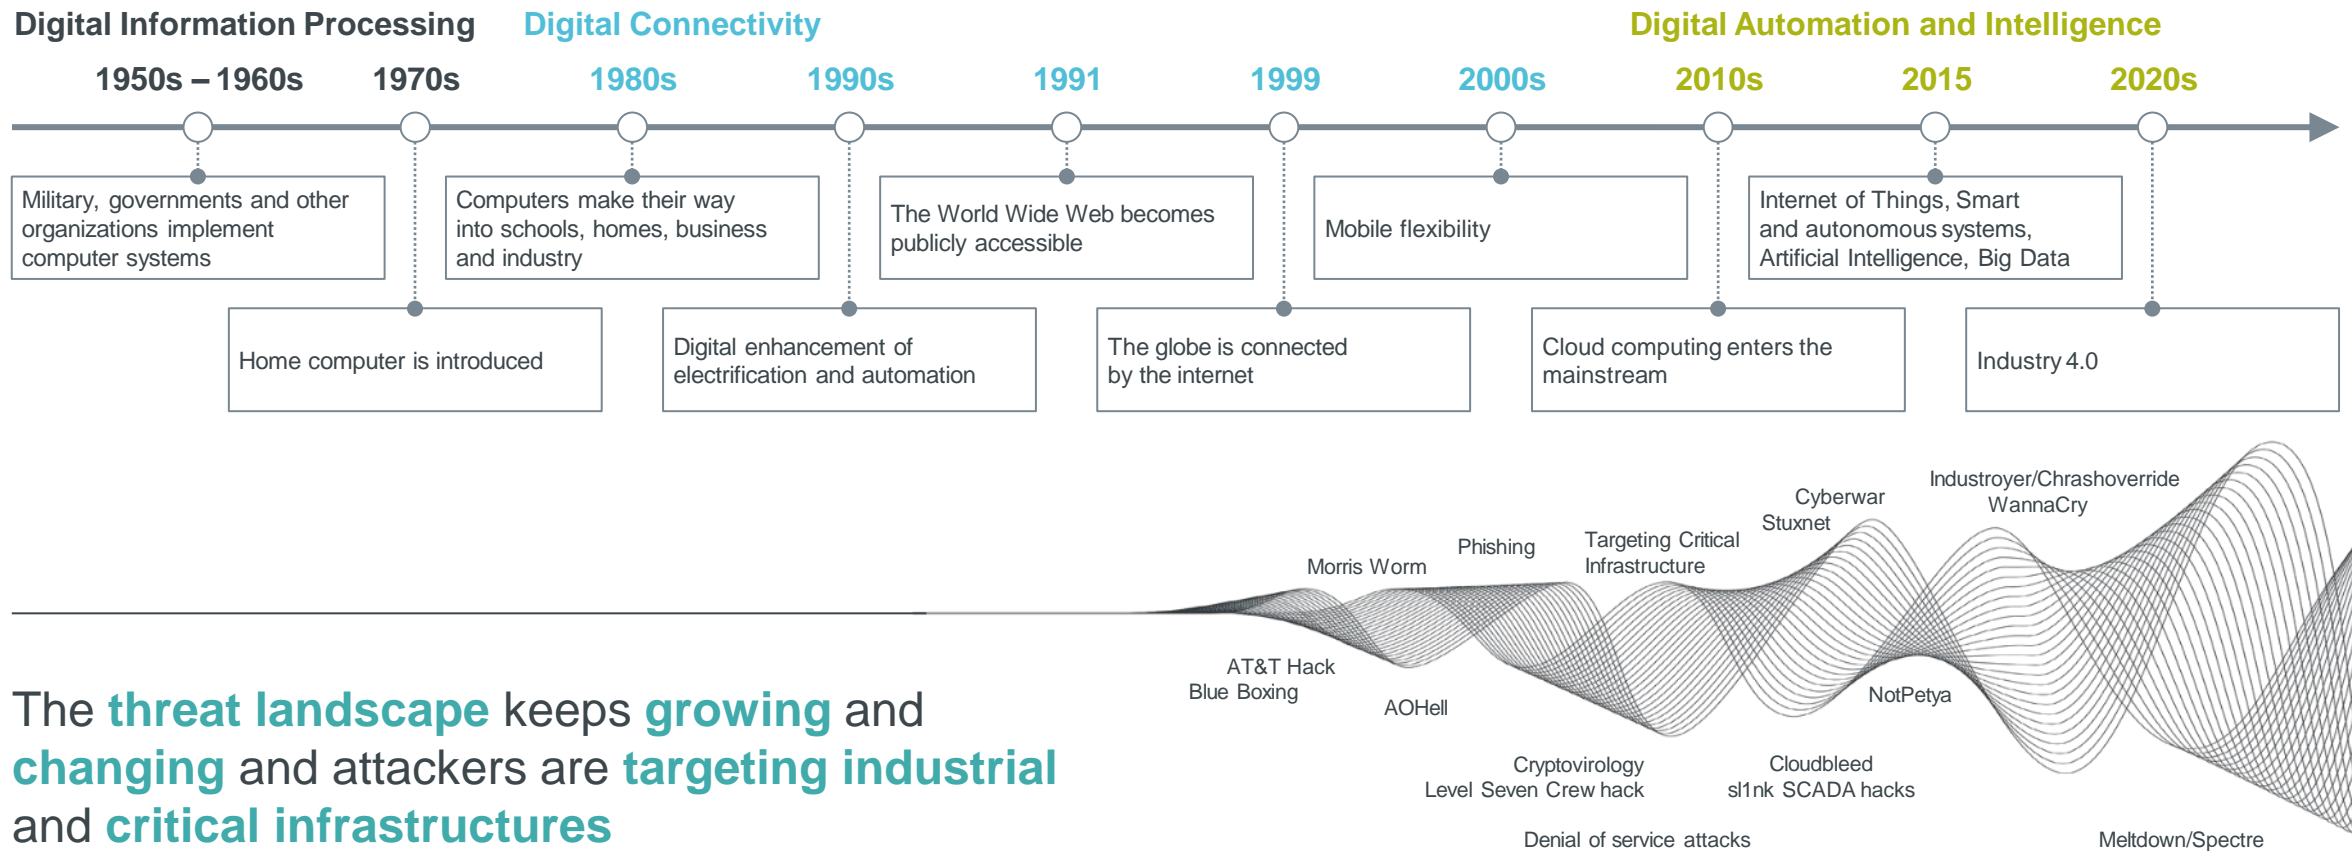 Digital Information Processing
Digital Connectivity
Digital Automation and Intelligence
1950s – 1960s
1970s
1980s
1990s
1991
1999
2000s
2010s
2015
2020s
Military, governments and other
organizations implement
computer systems
Computers make their way
into schools, homes, business
and industry
The World Wide Web becomes
publicly accessible
Mobile flexibility
Internet of Things, Smart
and autonomous systems,
Artificial Intelligence, Big Data
Home computer is introduced
Digital enhancement of
electrification and automation
The globe is connected
by the internet
Cloud computing enters the
mainstream
Industry 4.0
Industroyer/Chrashoverride
WannaCry
Cyberwar
Stuxnet
Targeting Critical
Infrastructure
Phishing
Morris Worm
AT&T Hack
Blue Boxing
AOHell
NotPetya
Cryptovirology
Level Seven Crew hack
Cloudbleed
sl1nk SCADA hacks
Denial of service attacks
Meltdown/Spectre
The threat landscape keeps growing and
changing and attackers are targeting industrial
and critical infrastructures